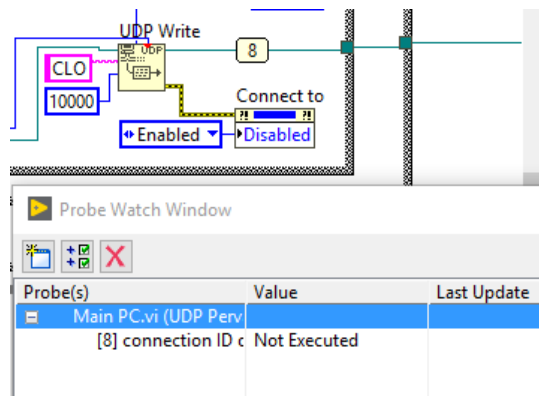 UDP Write
UDP
8
CLO
10000
Connect to
?! ?!
Enabled
Disabled
Probe Watch Window
Probe(s) Value Last Update
Main PC.vi (UDP Perv
[8] connection ID c Not Executed